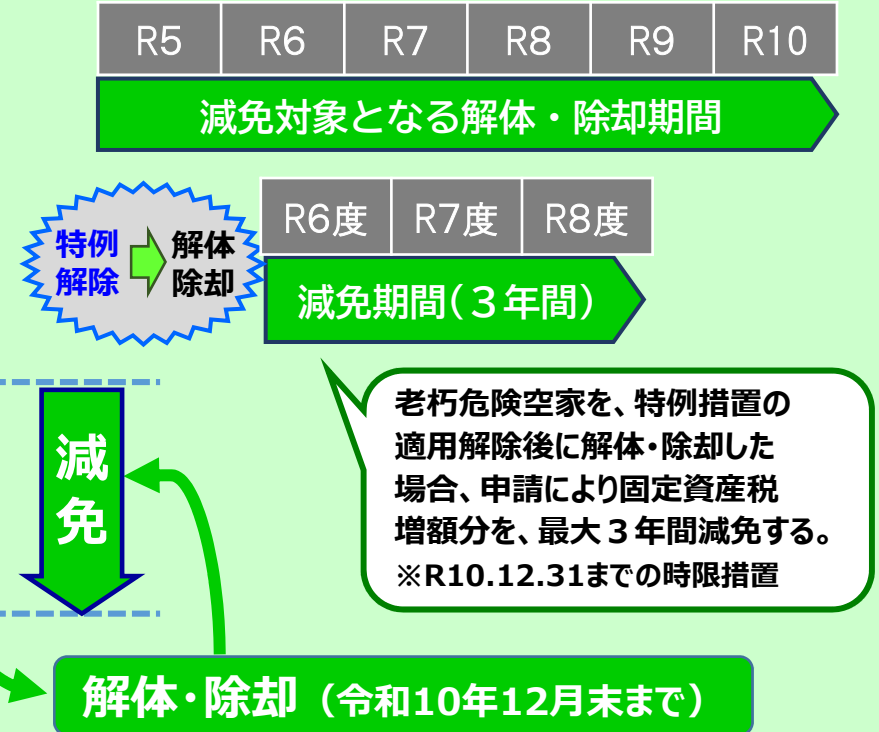 R5 R6 R7 R8 R9 R10
減免対象となる解体・除却期間
特例
解除
解体
除却
R6度 R7度 R8度
減免期間(３年間)
老朽危険空家を、特例措置の
適用解除後に解体・除却した
場合、申請により固定資産税
増額分を、最大３年間減免する。
※R10.12.31までの時限措置
減
免
解体・除却（令和10年12月末まで）